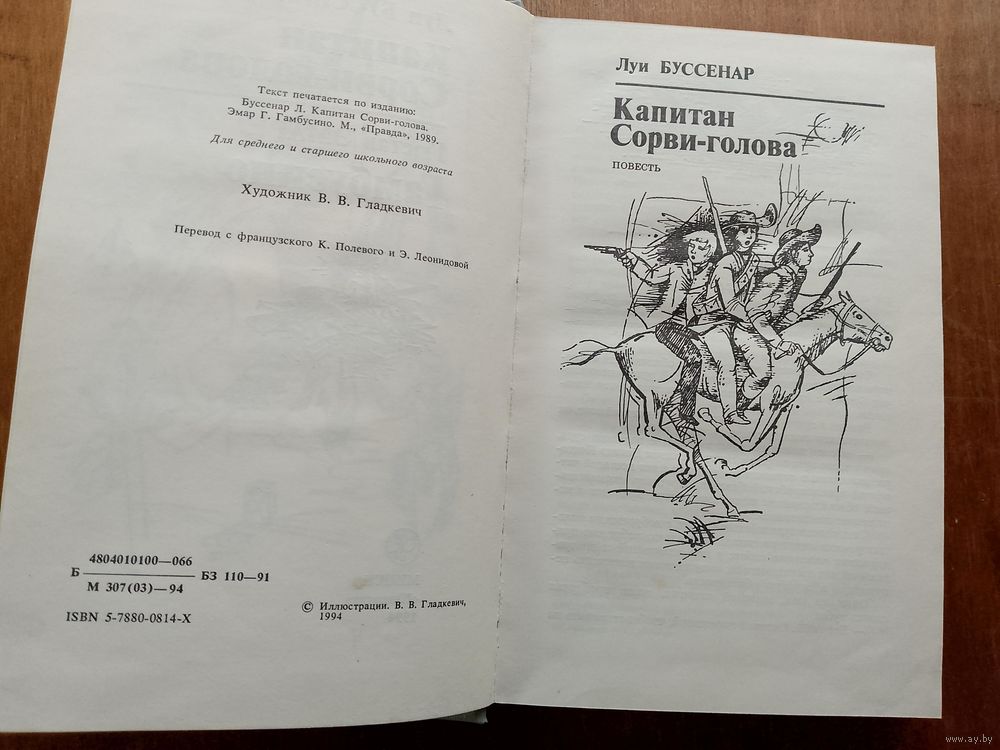 Текст печатается по изданию:
Буссенар Л. Капитан Сорви-голова.
Эмар Г. Гамбусино. М., «Правда», 1989.
Для среднего и старшего школьного возраста
Художник В. В. Гладкевич
Перевод с французского К. Полевого и Э. Леонидовой
4804010100—066
Б БЗ 110—91
М 307(03)—94
ISBN 5-7880-0814-X
© Иллюстрации. В. В. Гладкевич,
1994
Луи БУССЕНАР
Капитан
Сорви-голова
ПОВЕСТЬ
www.ay.by